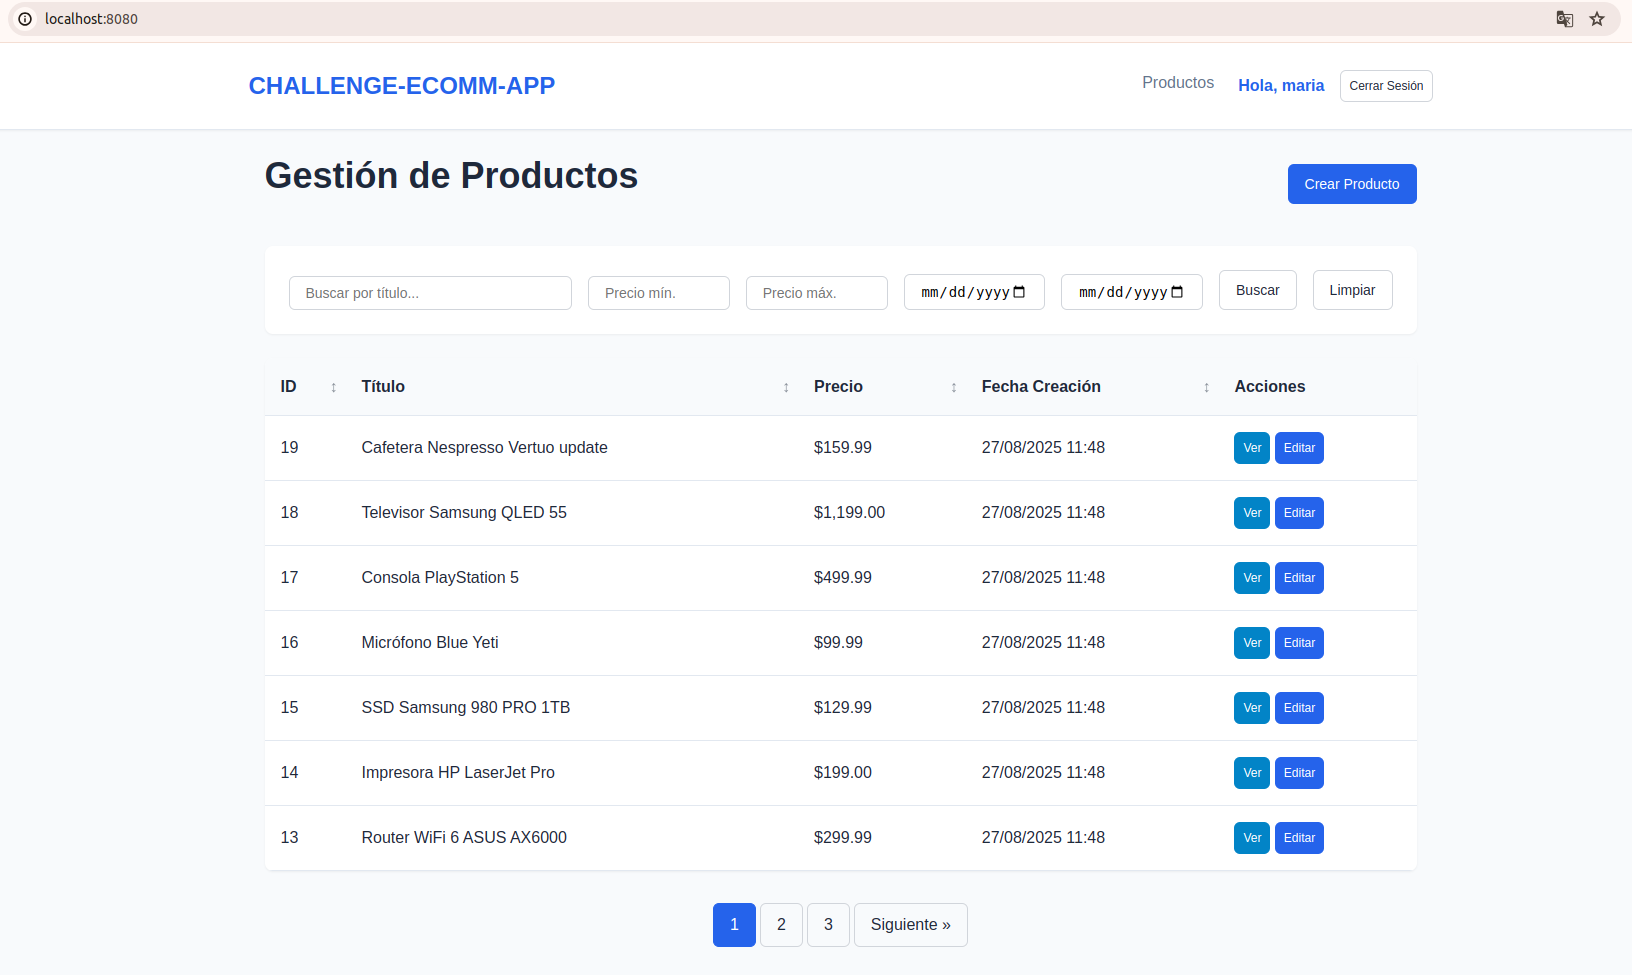 localhost:8080
CHALLENGE-ECOMM-APP
Productos
Hola, maria
Cerrar Sesión
Gestión de Productos
Crear Producto
Buscar por título...
Precio mín.
Precio máx.
mm/dd/yyyy
mm/dd/yyyy
Buscar
Limpiar
ID ↕ Título ↕ Precio ↕ Fecha Creación ↕ Acciones
19 Cafetera Nespresso Vertuo update $159.99 27/08/2025 11:48 Ver Editar
18 Televisor Samsung QLED 55 $1,199.00 27/08/2025 11:48 Ver Editar
17 Consola PlayStation 5 $499.99 27/08/2025 11:48 Ver Editar
16 Micrófono Blue Yeti $99.99 27/08/2025 11:48 Ver Editar
15 SSD Samsung 980 PRO 1TB $129.99 27/08/2025 11:48 Ver Editar
14 Impresora HP LaserJet Pro $199.00 27/08/2025 11:48 Ver Editar
13 Router WiFi 6 ASUS AX6000 $299.99 27/08/2025 11:48 Ver Editar
1 2 3 Siguiente »